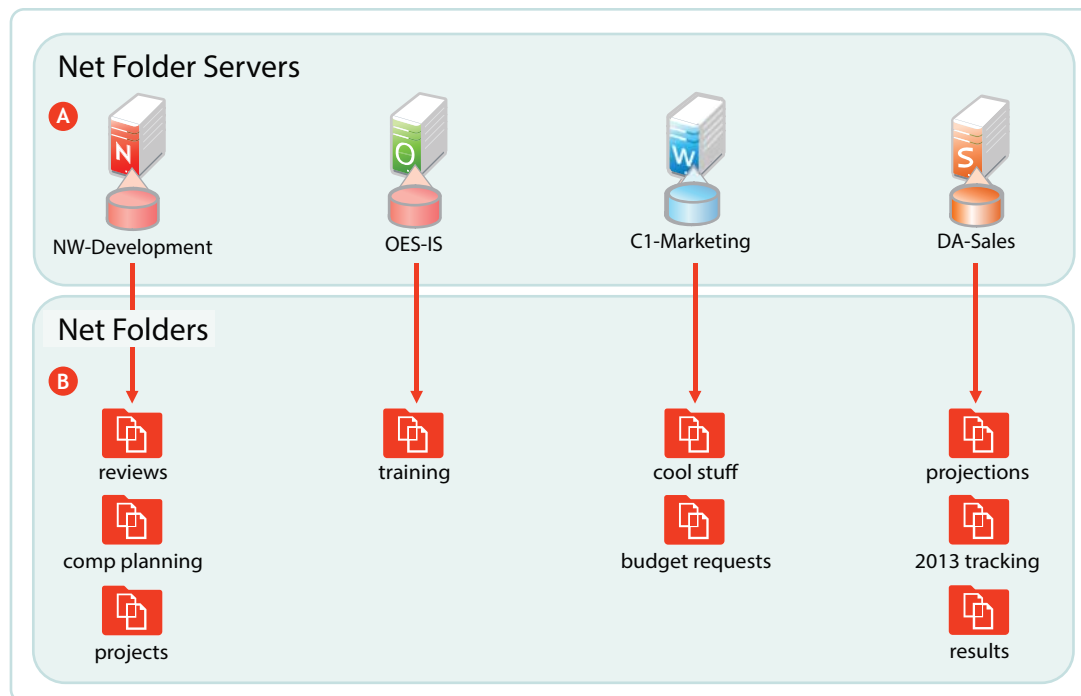 Net Folder Servers
A
N
O
W
S
NW-Development
OES-IS
C1-Marketing
DA-Sales
Net Folders
B
reviews
training
cool stuff
projections
comp planning
budget requests
2013 tracking
projects
results